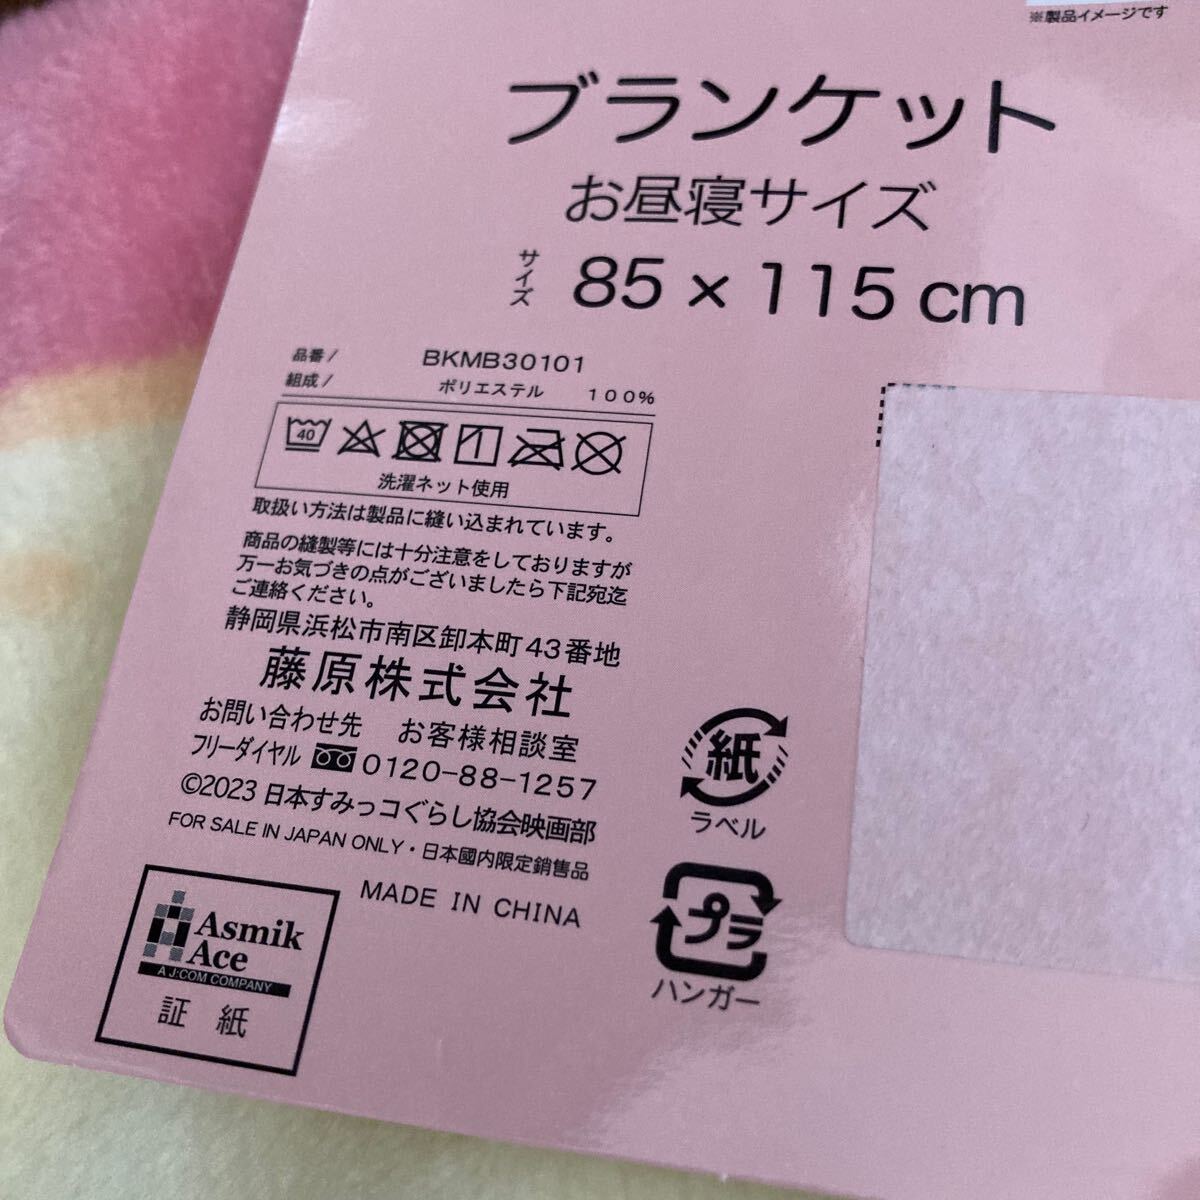 ※製品イメージです
ブランケット
お昼寝サイズ
サイズ 85×115cm
品番/ BKMB30101
組成/ ポリエステル 100%
40
洗濯ネット使用
取扱い方法は製品に縫い込まれています。
商品の縫製等には十分注意をしておりますが
万一お気づきの点がございましたら下記宛迄
ご連絡ください。
静岡県浜松市南区卸本町43番地
藤原株式会社
お問い合わせ先 お客様相談室
フリーダイヤル 0120-88-1257
©2023 日本すみっコぐらし協会映画部
FOR SALE IN JAPAN ONLY・日本國内限定銷售品
MADE IN CHINA
Asmik
Ace
A J:COM COMPANY
証紙
紙
ラベル
プラ
ハンガー